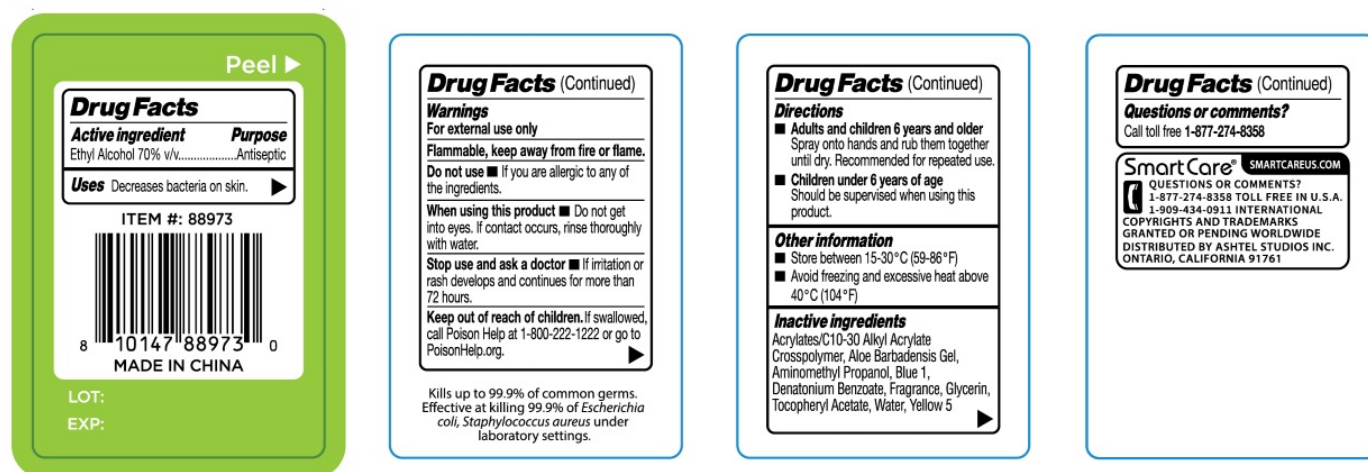 Peel ▶
Drug Facts
Active ingredient Purpose
Ethyl Alcohol 70% v/v...................Antiseptic
Uses Decreases bacteria on skin. ▶
ITEM #: 88973
8 10147 88973 0
MADE IN CHINA
LOT:
EXP:
Drug Facts (Continued)
Warnings
For external use only
Flammable, keep away from fire or flame.
Do not use ■ If you are allergic to any of
the ingredients.
When using this product ■ Do not get
into eyes. If contact occurs, rinse thoroughly
with water.
Stop use and ask a doctor ■ If irritation or
rash develops and continues for more than
72 hours.
Keep out of reach of children. If swallowed,
call Poison Help at 1-800-222-1222 or go to
PoisonHelp.org. ▶
Kills up to 99.9% of common germs.
Effective at killing 99.9% of Escherichia
coli, Staphylococcus aureus under
laboratory settings.
Drug Facts (Continued)
Directions
■ Adults and children 6 years and older
Spray onto hands and rub them together
until dry. Recommended for repeated use.
■ Children under 6 years of age
Should be supervised when using this
product.
Other information
■ Store between 15-30°C (59-86°F)
■ Avoid freezing and excessive heat above
40°C (104°F)
Inactive ingredients
Acrylates/C10-30 Alkyl Acrylate
Crosspolymer, Aloe Barbadensis Gel,
Aminomethyl Propanol, Blue 1,
Denatonium Benzoate, Fragrance, Glycerin,
Tocopheryl Acetate, Water, Yellow 5 ▶
Drug Facts (Continued)
Questions or comments?
Call toll free 1-877-274-8358
Smart Care® SMARTCAREUS.COM
QUESTIONS OR COMMENTS?
1-877-274-8358 TOLL FREE IN U.S.A.
1-909-434-0911 INTERNATIONAL
COPYRIGHTS AND TRADEMARKS
GRANTED OR PENDING WORLDWIDE
DISTRIBUTED BY ASHTEL STUDIOS INC.
ONTARIO, CALIFORNIA 91761